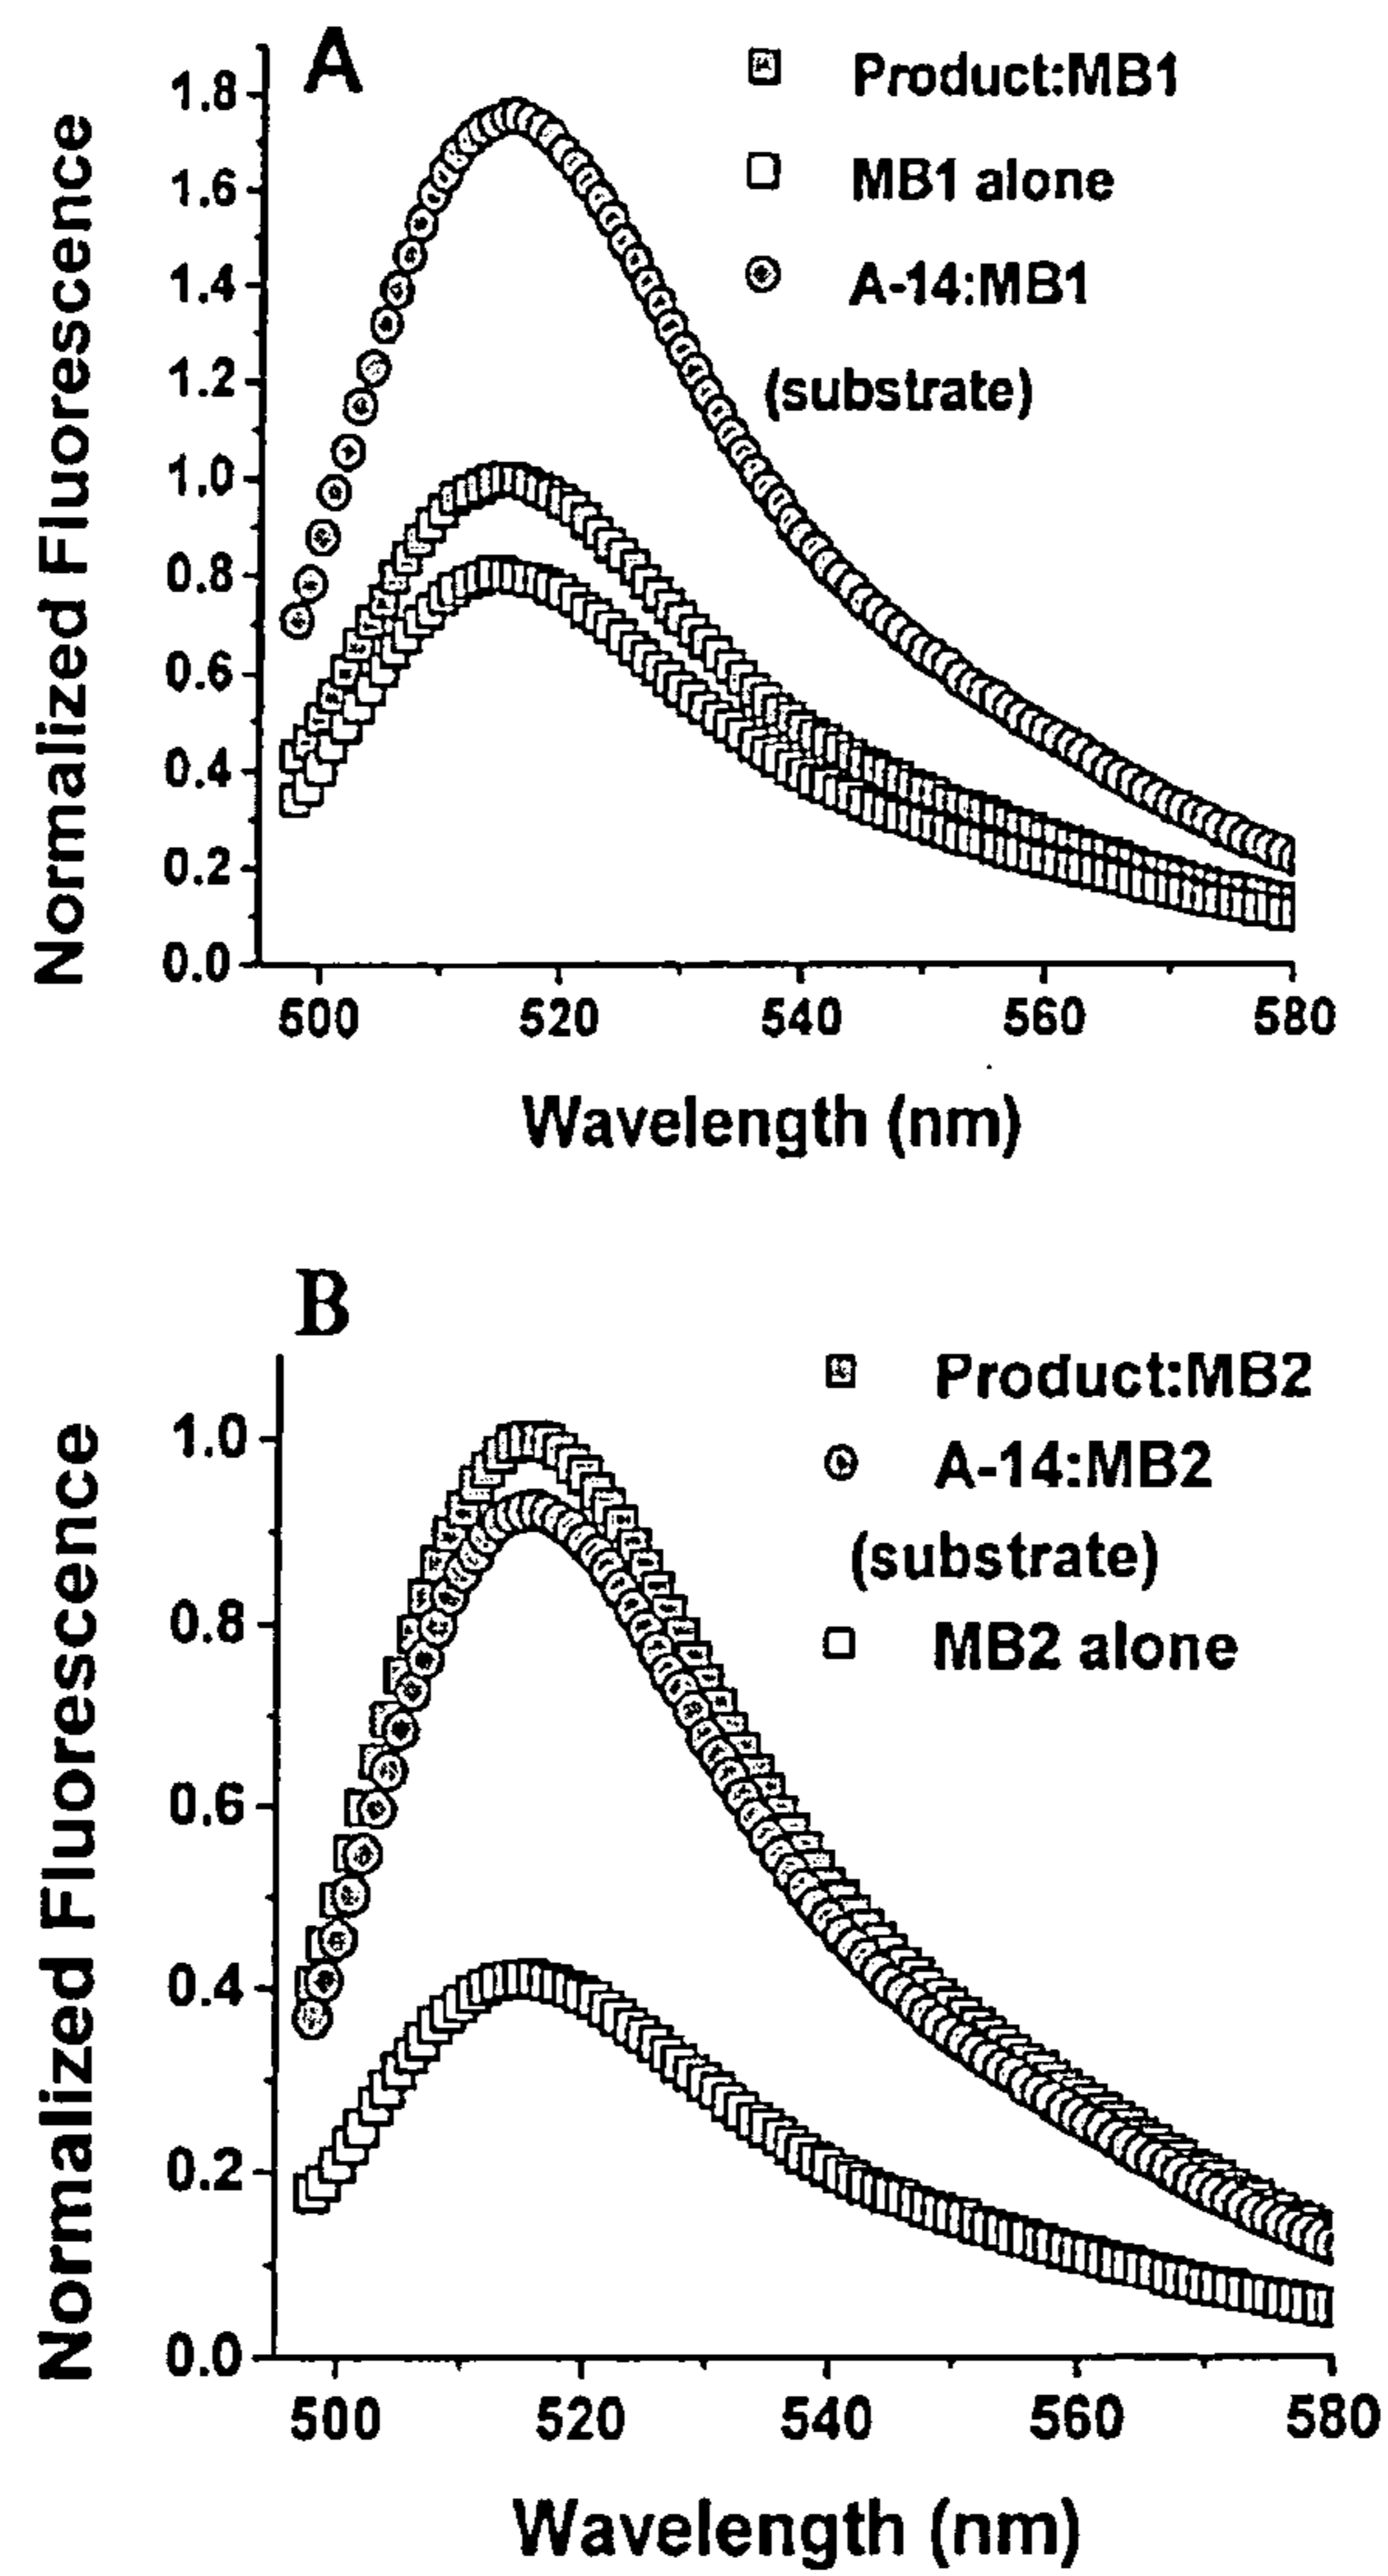 A
Product:MB1
MB1 alone
A-14:MB1
(substrate)
1.8
1.6
1.4
1.2
1.0
0.8
0.6
0.4
0.2
0.0
Normalized Fluorescence
500 520 540 560 580
Wavelength (nm)
B
Product:MB2
A-14:MB2
(substrate)
MB2 alone
1.0
0.8
0.6
0.4
0.2
0.0
Normalized Fluorescence
500 520 540 560 580
Wavelength (nm)